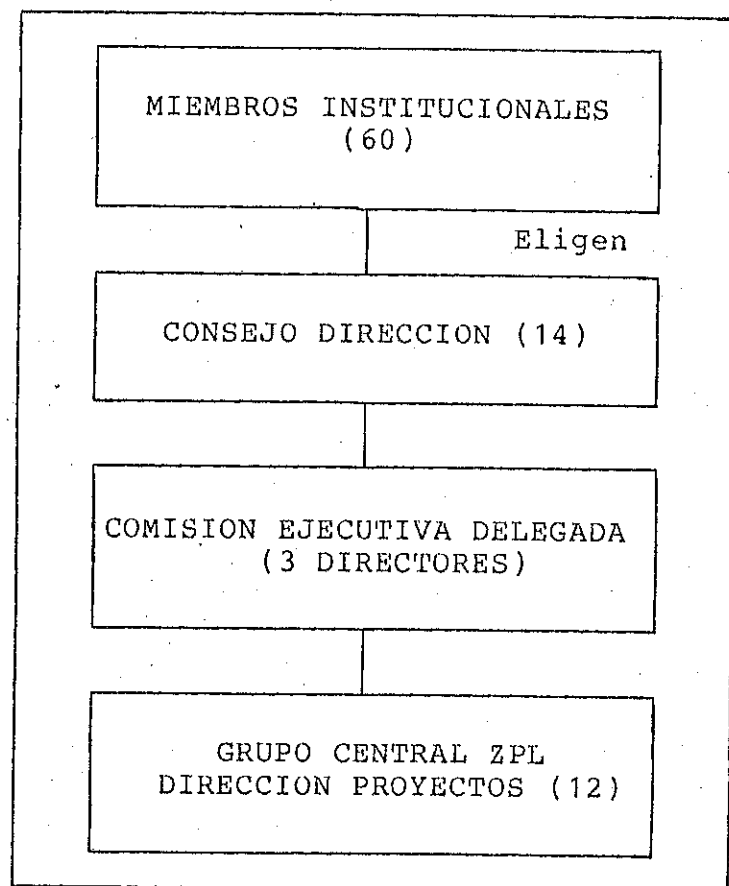 MIEMBROS INSTITUCIONALES
(60)
Eligen
CONSEJO DIRECCION (14)
COMISION EJECUTIVA DELEGADA
(3 DIRECTORES)
GRUPO CENTRAL ZPL
DIRECCION PROYECTOS (12)